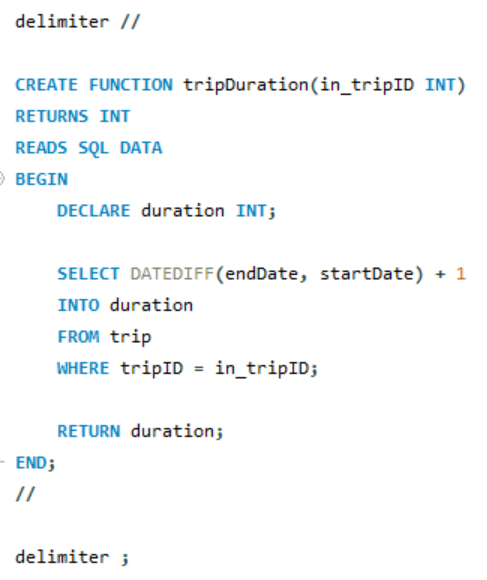 delimiter //
CREATE FUNCTION tripDuration(in_tripID INT)
RETURNS INT
READS SQL DATA
BEGIN
DECLARE duration INT;
SELECT DATEDIFF(endDate, startDate) + 1
INTO duration
FROM trip
WHERE tripID = in_tripID;
RETURN duration;
END;
//
delimiter ;